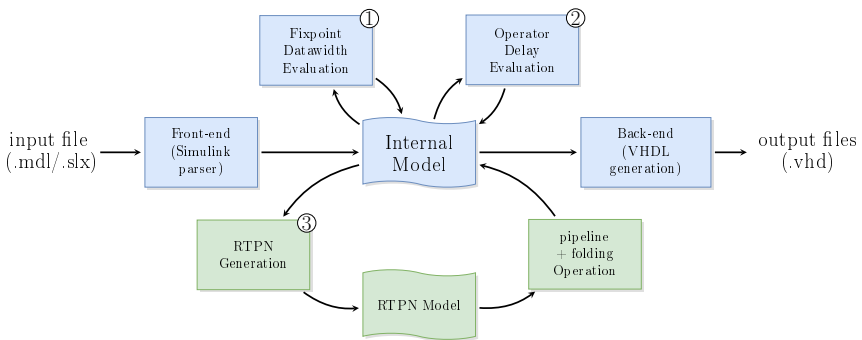 ①
Fixpoint
Datawidth
Evaluation
②
Operator
Delay
Evaluation
input file
(.mdl/.slx)
Front-end
(Simulink
parser)
Internal
Model
Back-end
(VHDL
generation)
output files
(.vhd)
③
RTPN
Generation
RTPN Model
pipeline
+ folding
Operation